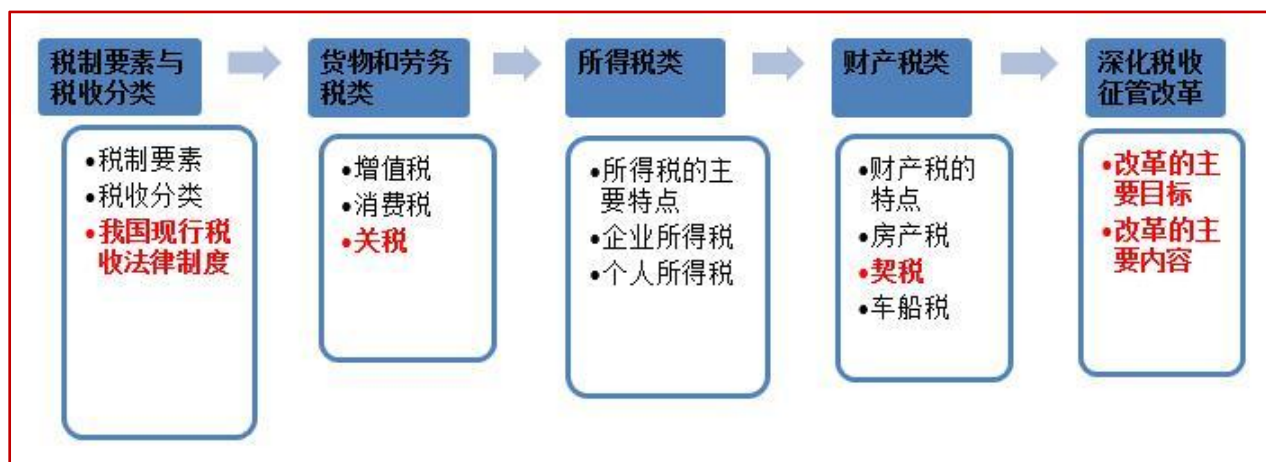 税制要素与
税收分类
•税制要素
•税收分类
•我国现行税
收法律制度
货物和劳务
税类
•增值税
•消费税
•关税
所得税类
•所得税的主
要特点
•企业所得税
•个人所得税
财产税类
•财产税的
特点
•房产税
•契税
•车船税
深化税收
征管改革
•改革的主
要目标
•改革的主
要内容